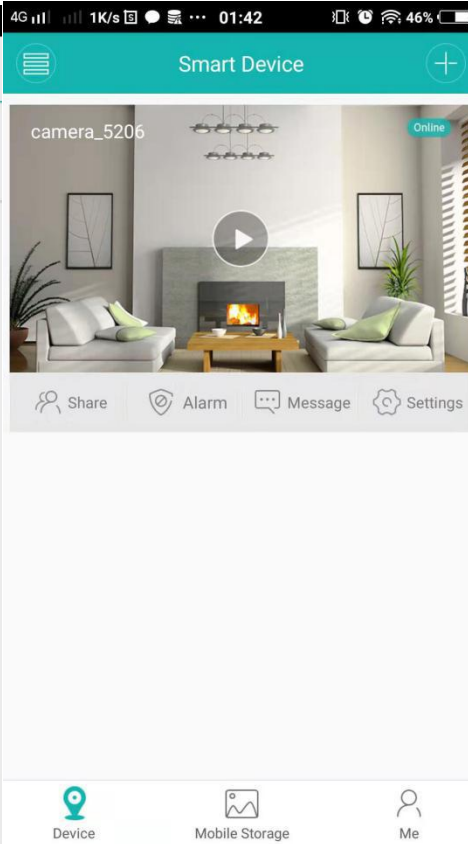 4G 1K/s S ... 01:42 46%
Smart Device
camera_5206 Online
Share Alarm Message Settings
Device Mobile Storage Me